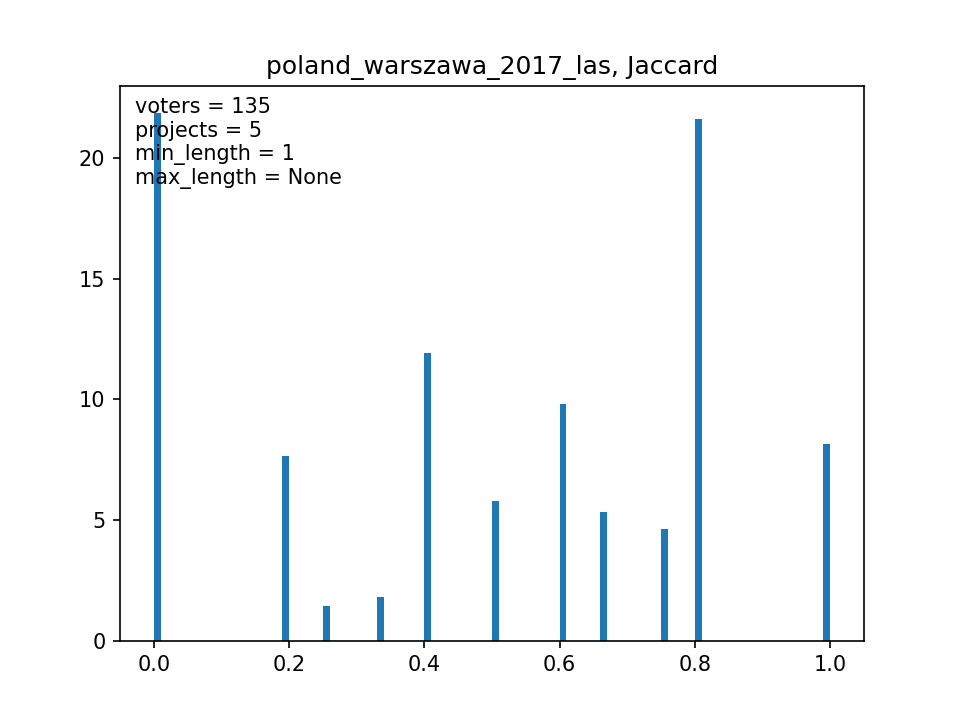 poland_warszawa_2017_las, Jaccard
voters = 135
projects = 5
min_length = 1
max_length = None
20
15
10
5
0
0.0 0.2 0.4 0.6 0.8 1.0